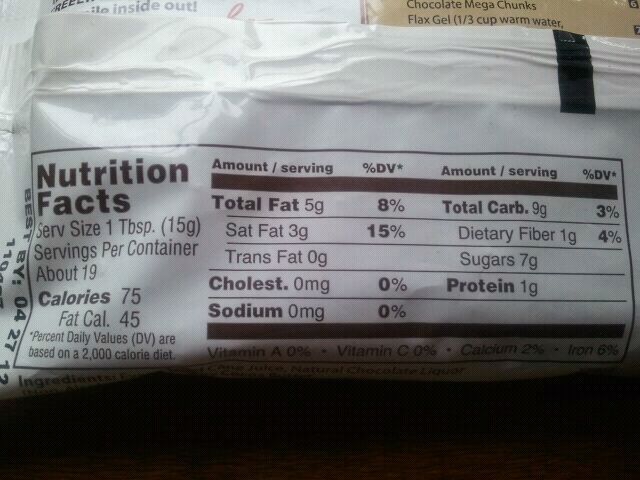 ile inside out!
Chocolate Mega Chunks
Flax Gel (1/3 cup warm water,
Nutrition
Facts
Serv Size 1 Tbsp. (15g)
Servings Per Container
About 19
Calories 75
Fat Cal. 45
*Percent Daily Values (DV) are
based on a 2,000 calorie diet.
Amount / serving %DV*
Total Fat 5g 8%
Sat Fat 3g 15%
Trans Fat 0g
Cholest. 0mg 0%
Sodium 0mg 0%
Amount / serving %DV*
Total Carb. 9g 3%
Dietary Fiber 1g 4%
Sugars 7g
Protein 1g
Vitamin A 0% • Vitamin C 0% • Calcium 2% • Iron 6%
Ingredients: Cane Juice, Natural Chocolate Liquor
BEST BY: 04 27 12